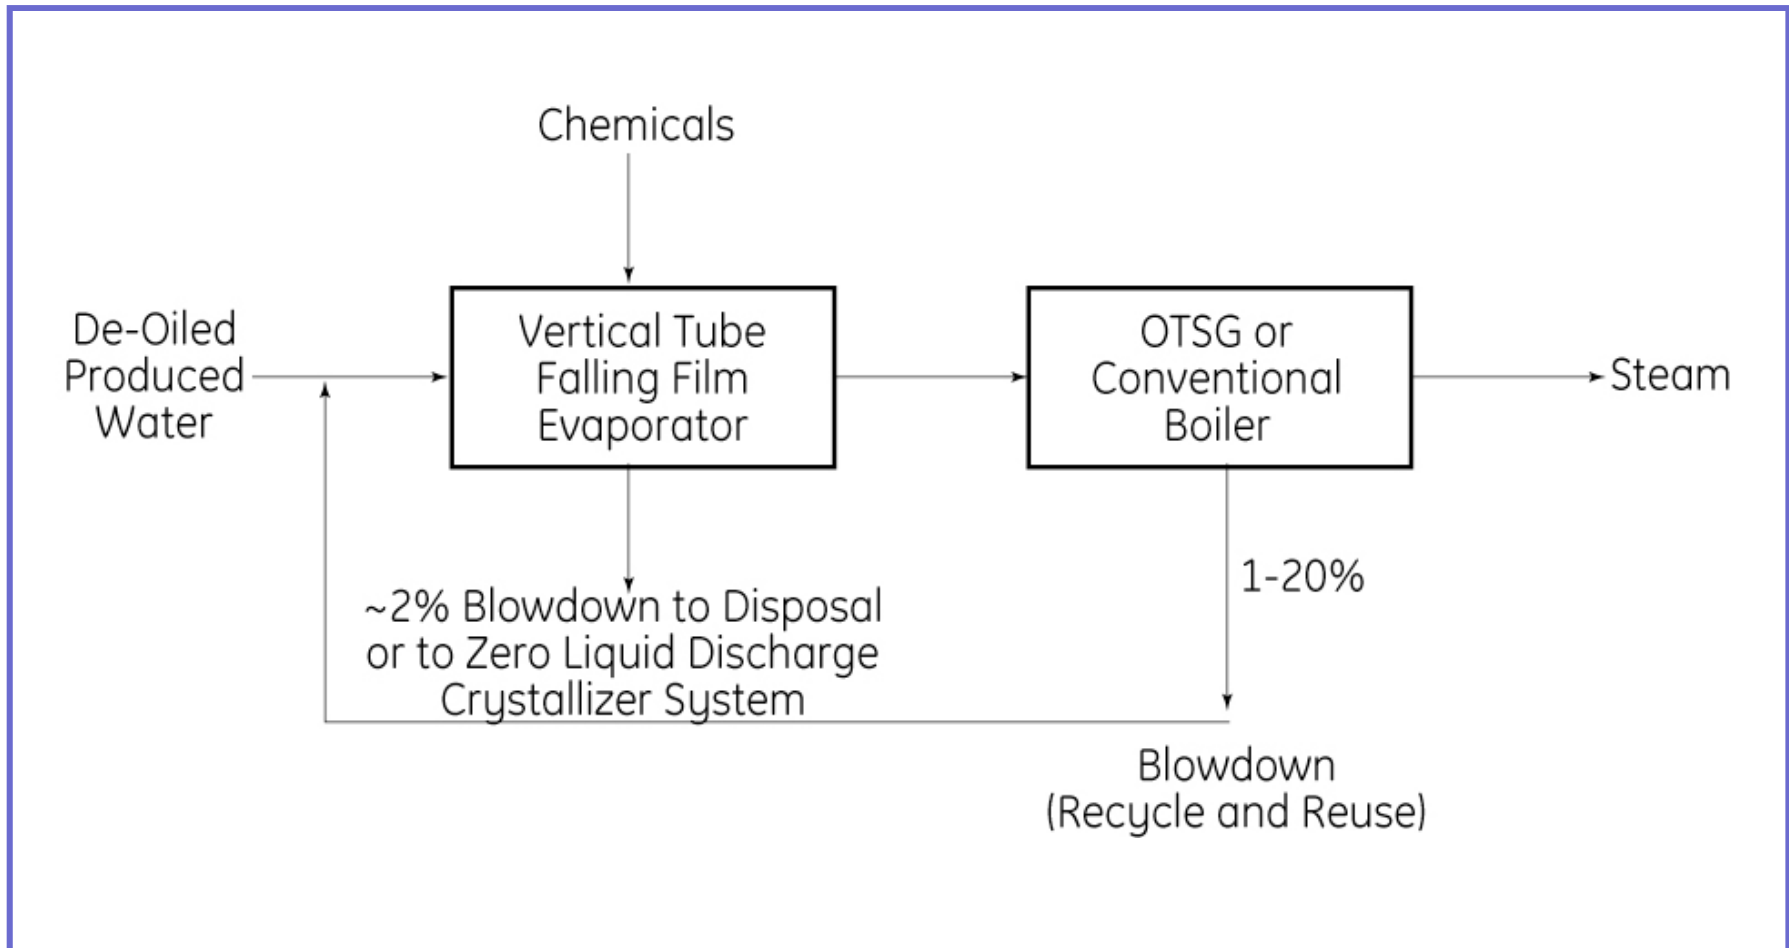 Chemicals
De-Oiled
Produced
Water
Vertical Tube
Falling Film
Evaporator
OTSG or
Conventional
Boiler
Steam
~2% Blowdown to Disposal
or to Zero Liquid Discharge
Crystallizer System
1-20%
Blowdown
(Recycle and Reuse)